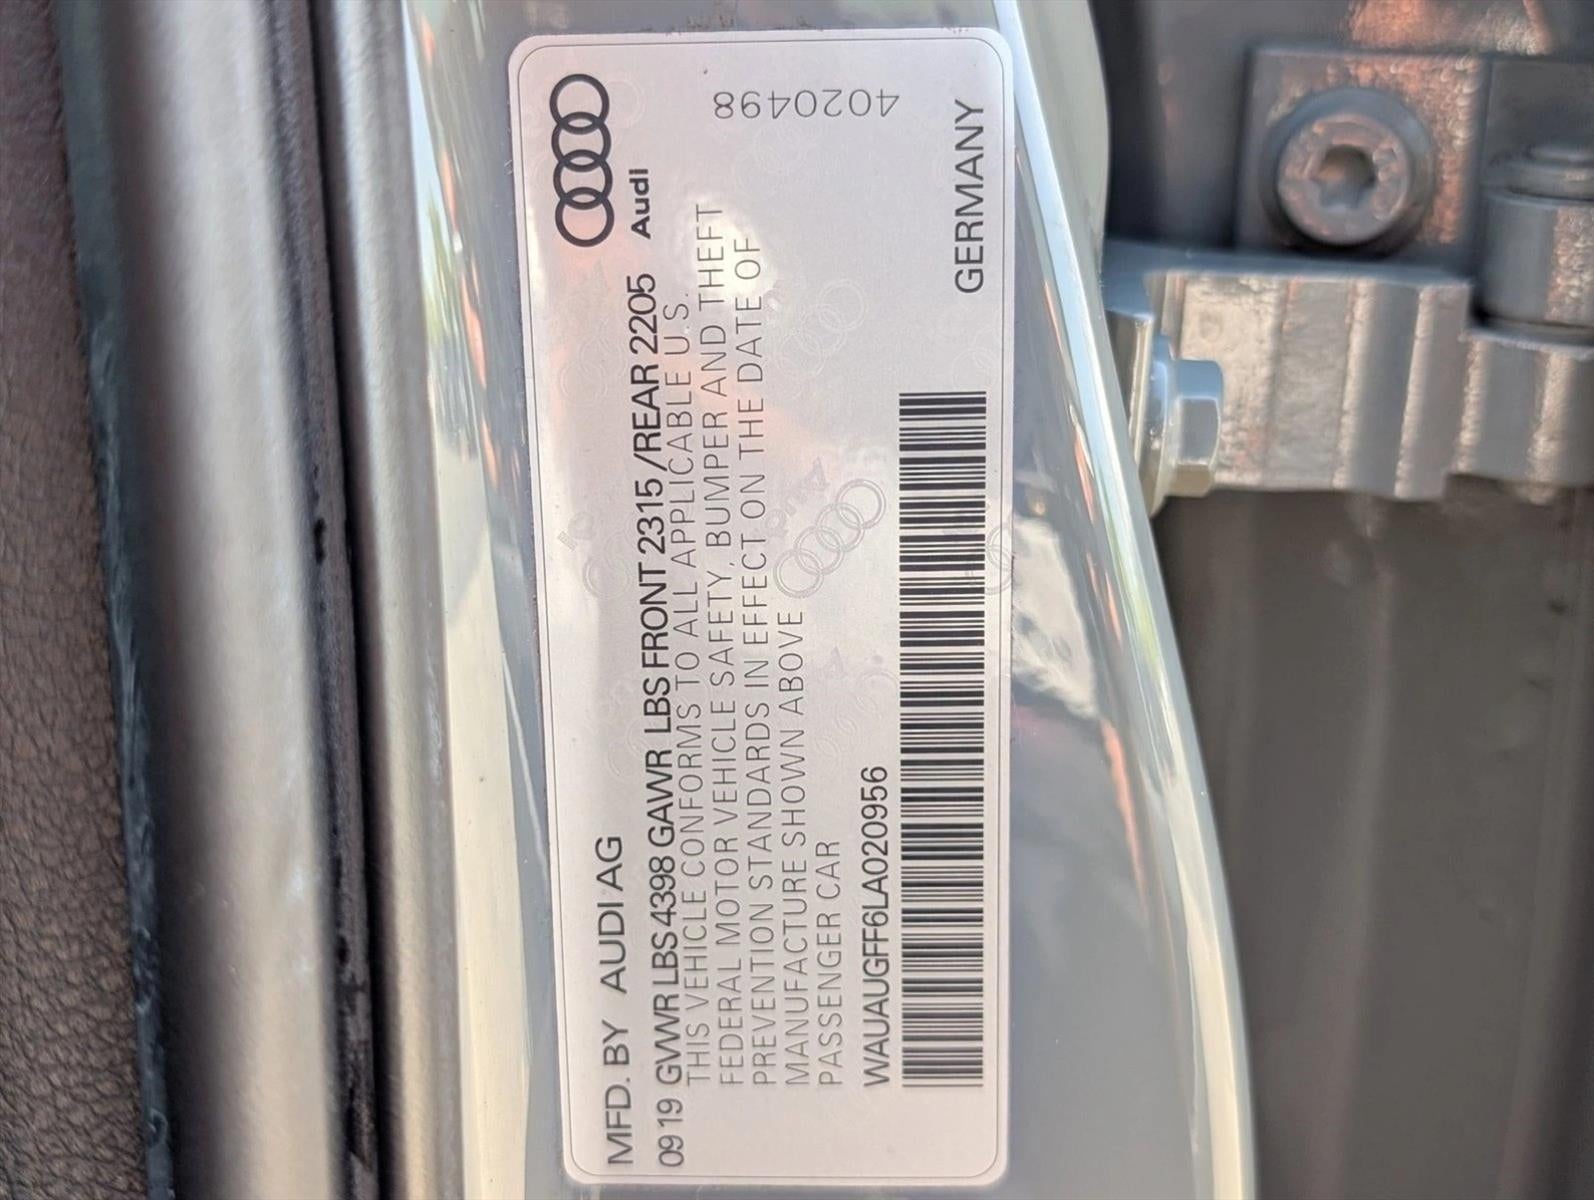 MFD. BY AUDI AG
Audi
0919 GVWR LBS 4398 GAWR LBS FRONT 2315 /REAR 2205
THIS VEHICLE CONFORMS TO ALL APPLICABLE U.S.
FEDERAL MOTOR VEHICLE SAFETY, BUMPER AND THEFT
PREVENTION STANDARDS IN EFFECT ON THE DATE OF
MANUFACTURE SHOWN ABOVE
PASSENGER CAR
WAUAUGFF6LA020956
GERMANY
4020498